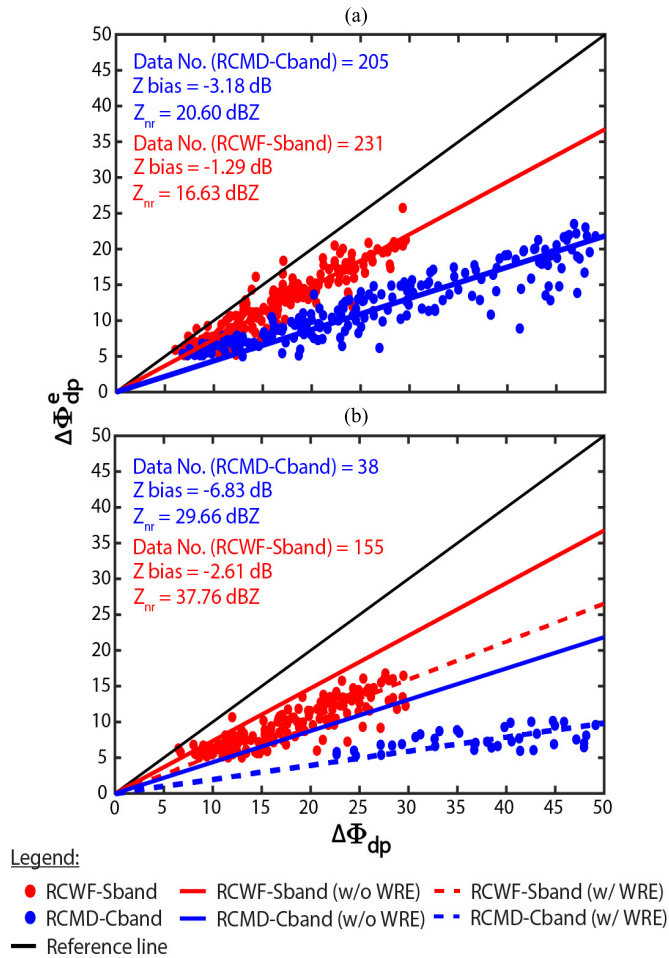 (a)
50
45
40
35
30
25
20
15
10
5
0
Data No. (RCMD-Cband) = 205
Z bias = -3.18 dB
Znr = 20.60 dBZ
Data No. (RCWF-Sband) = 231
Z bias = -1.29 dB
Znr = 16.63 dBZ
ΔΦ^e_dp
(b)
50
45
40
35
30
25
20
15
10
5
0
Data No. (RCMD-Cband) = 38
Z bias = -6.83 dB
Znr = 29.66 dBZ
Data No. (RCWF-Sband) = 155
Z bias = -2.61 dB
Znr = 37.76 dBZ
0 5 10 15 20 25 30 35 40 45 50
ΔΦdp
Legend:
RCWF-Sband RCWF-Sband (w/o WRE) RCWF-Sband (w/ WRE)
RCMD-Cband RCMD-Cband (w/o WRE) RCMD-Cband (w/ WRE)
Reference line